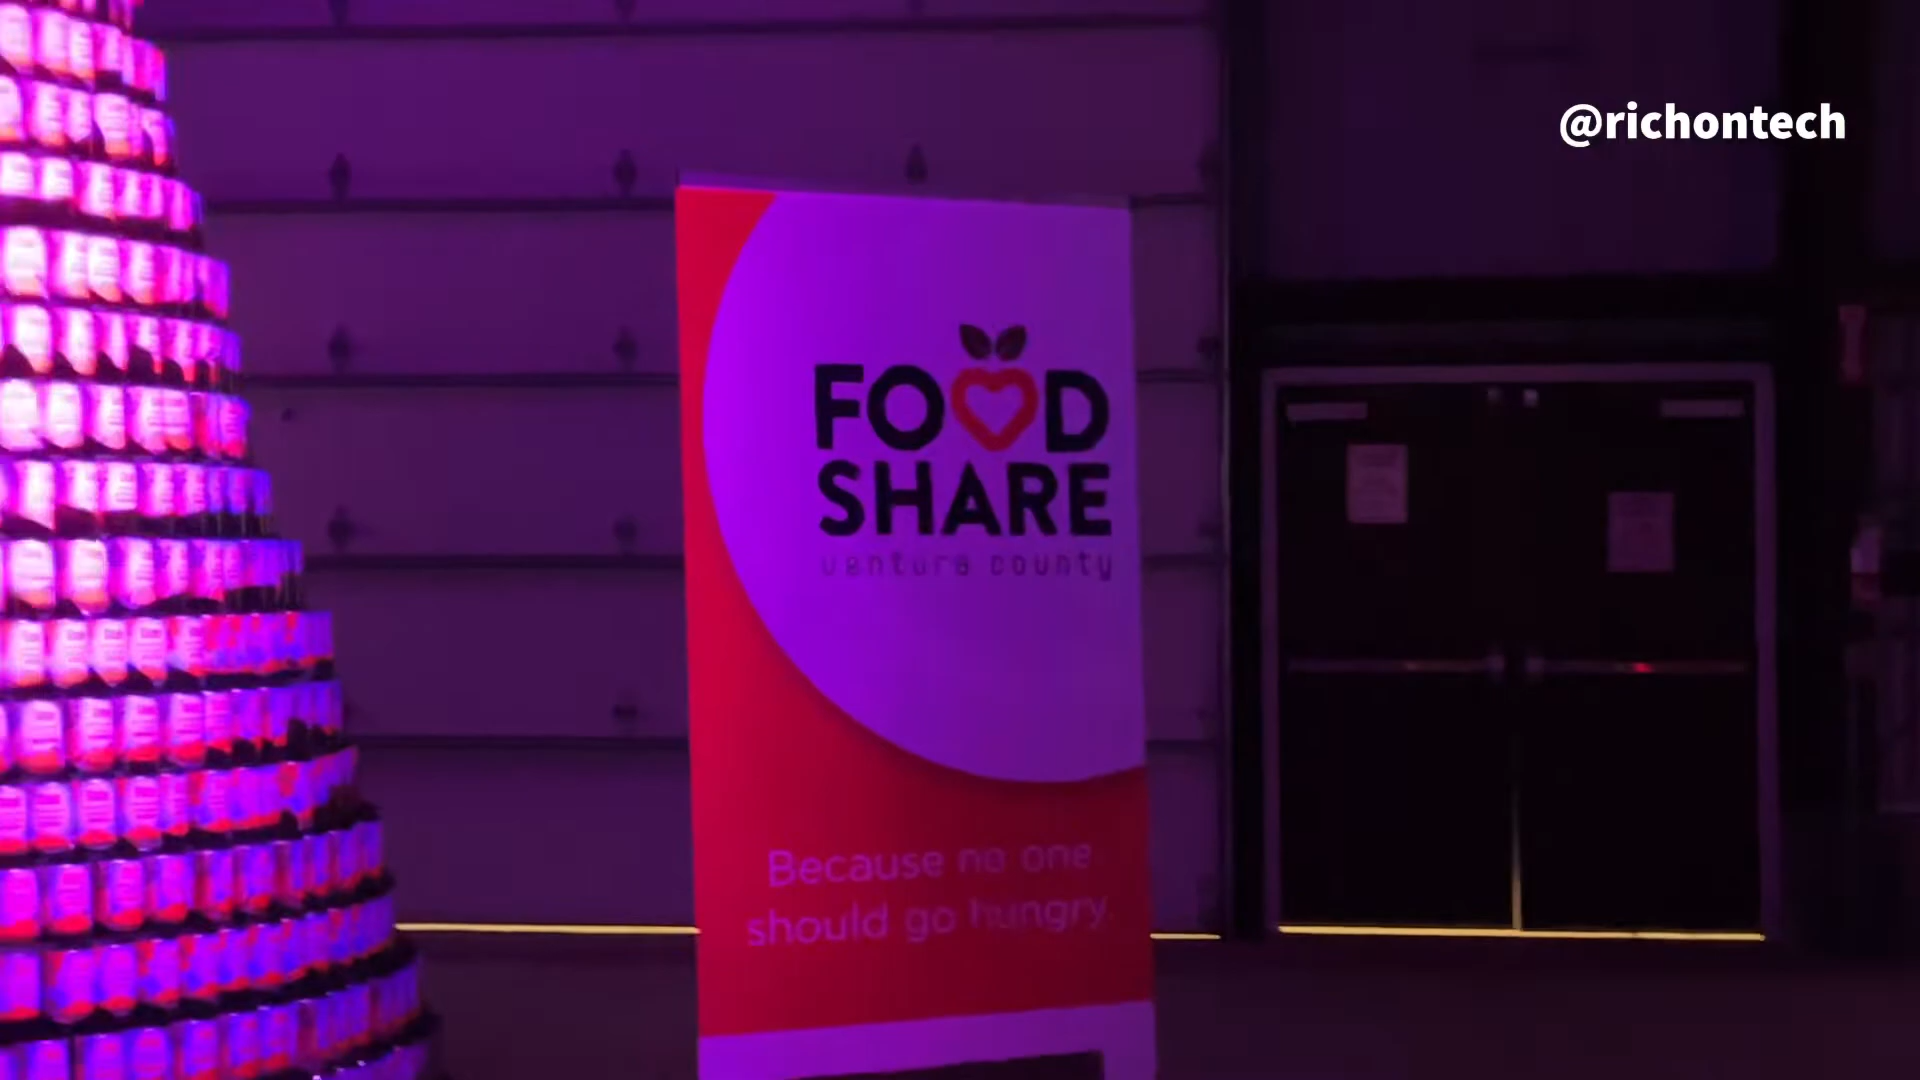 @richontech
FOOD
SHARE
ventura county
Because no one
should go hungry.